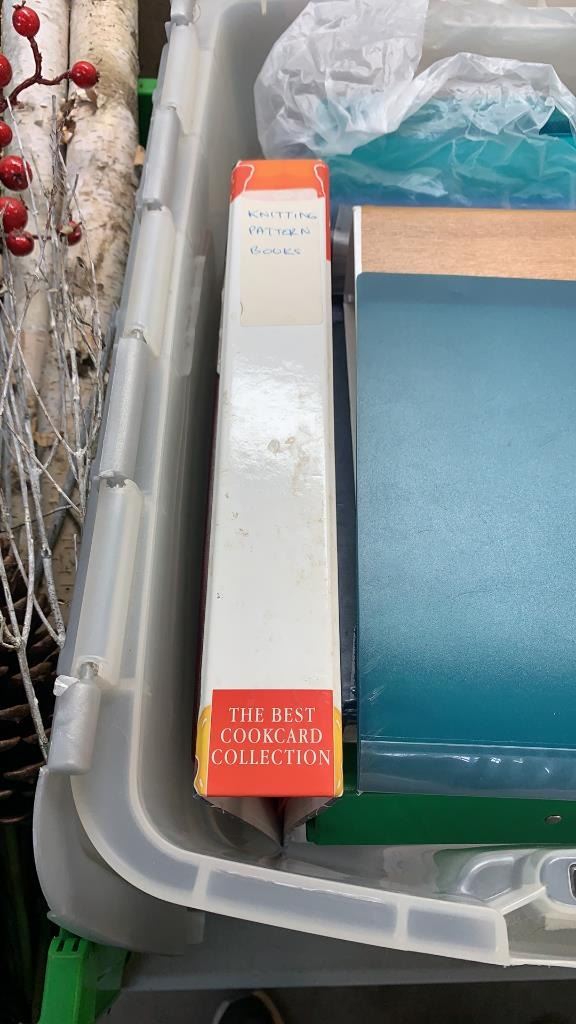 KNITTING
PATTERN
BOOKS
THE BEST
COOKCARD
COLLECTION